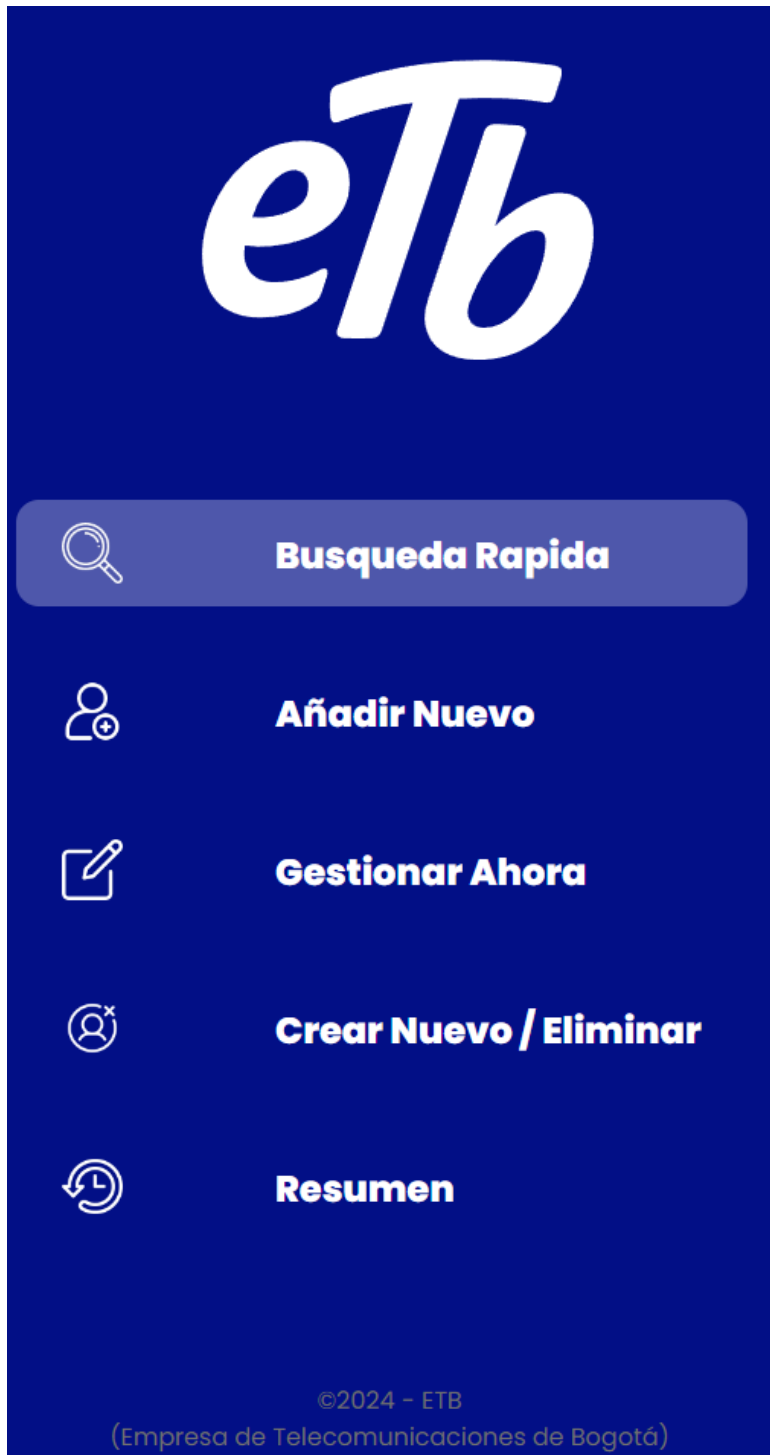 eTb
Busqueda Rapida
Añadir Nuevo
Gestionar Ahora
Crear Nuevo / Eliminar
Resumen
©2024 - ETB
(Empresa de Telecomunicaciones de Bogotá)